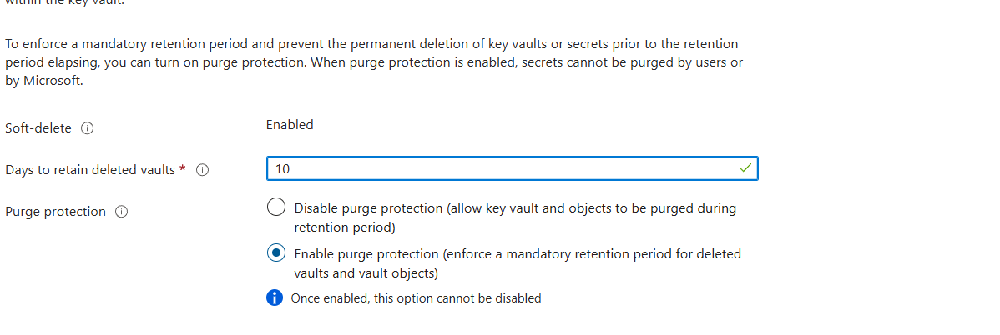 within the key vault.
To enforce a mandatory retention period and prevent the permanent deletion of key vaults or secrets prior to the retention
period elapsing, you can turn on purge protection. When purge protection is enabled, secrets cannot be purged by users or
by Microsoft.
Soft-delete
Enabled
Days to retain deleted vaults *
10
Purge protection
Disable purge protection (allow key vault and objects to be purged during
retention period)
Enable purge protection (enforce a mandatory retention period for deleted
vaults and vault objects)
Once enabled, this option cannot be disabled